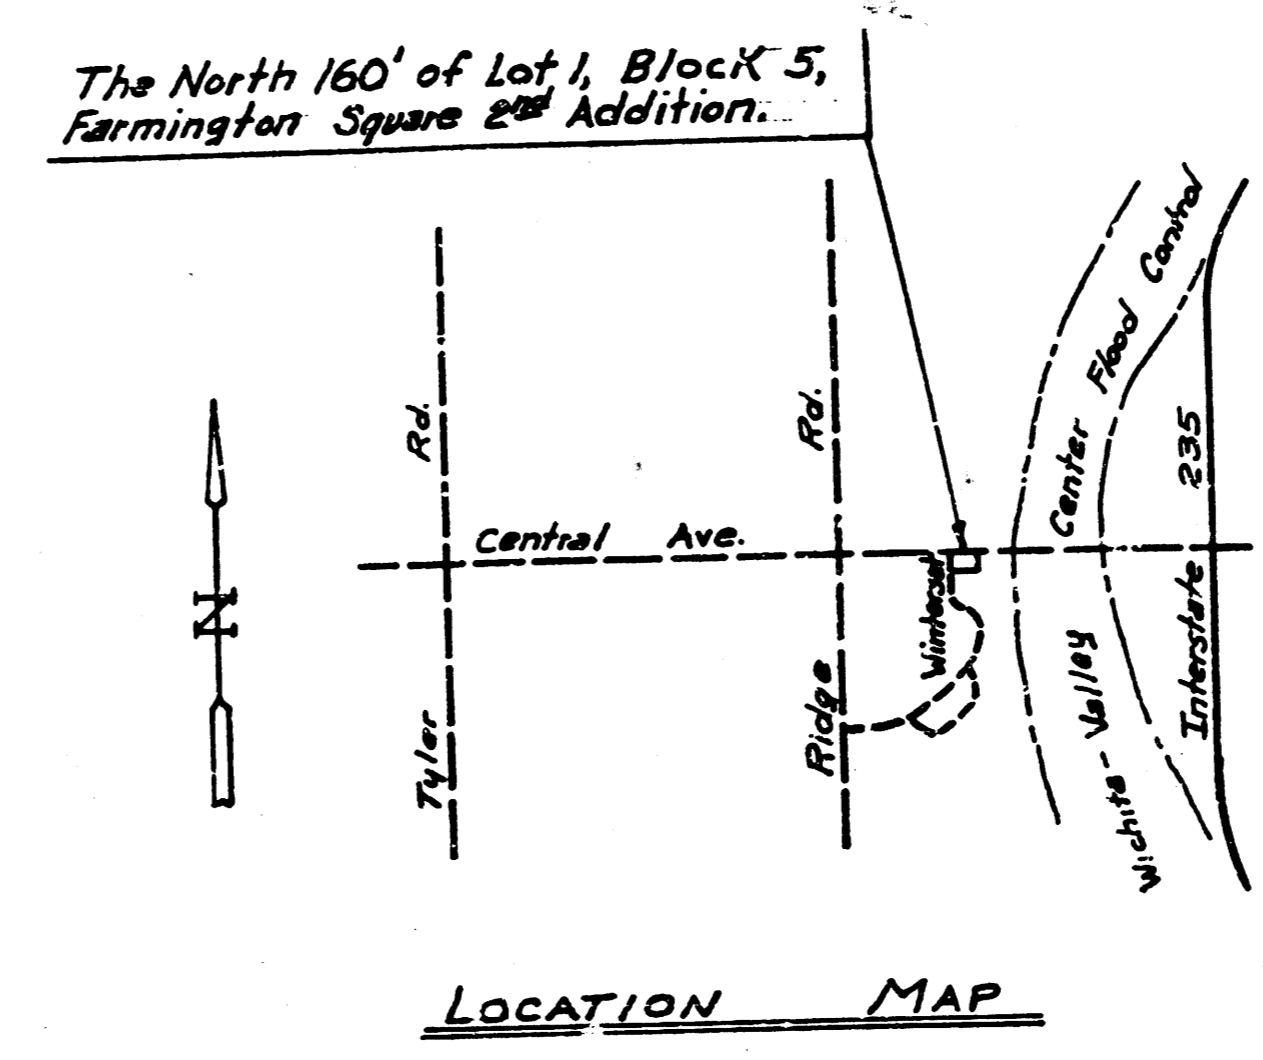 The North 160' of Lot 1, Block 5,
Farmington Square 2nd Addition.
Tyler Rd.
Central Ave.
Ridge Rd.
Winterset
Wichita-Valley Center Flood Control
Interstate 235
N
LOCATION MAP